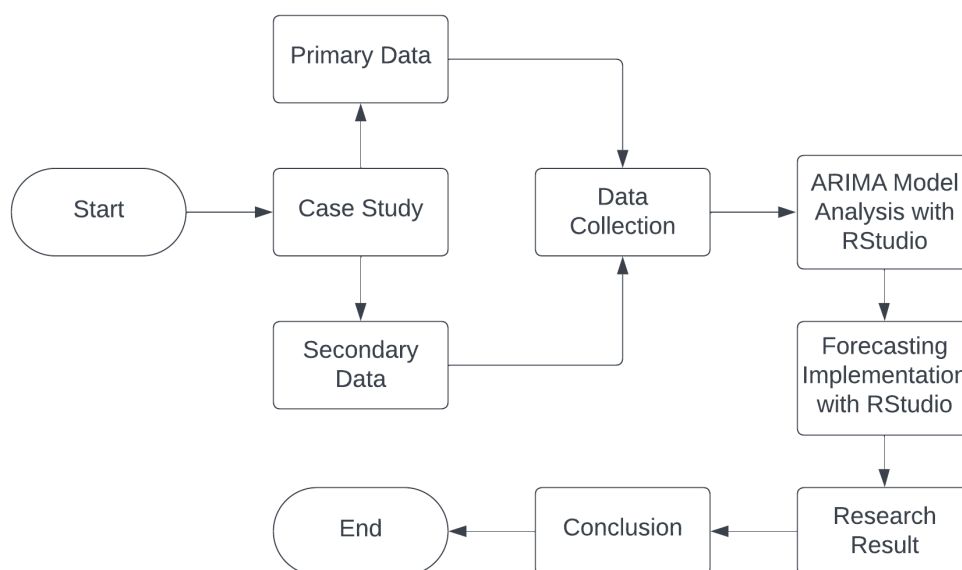 Primary Data
Start
Case Study
Data
Collection
ARIMA Model
Analysis with
RStudio
Secondary
Data
Forecasting
Implementation
with RStudio
End
Conclusion
Research
Result